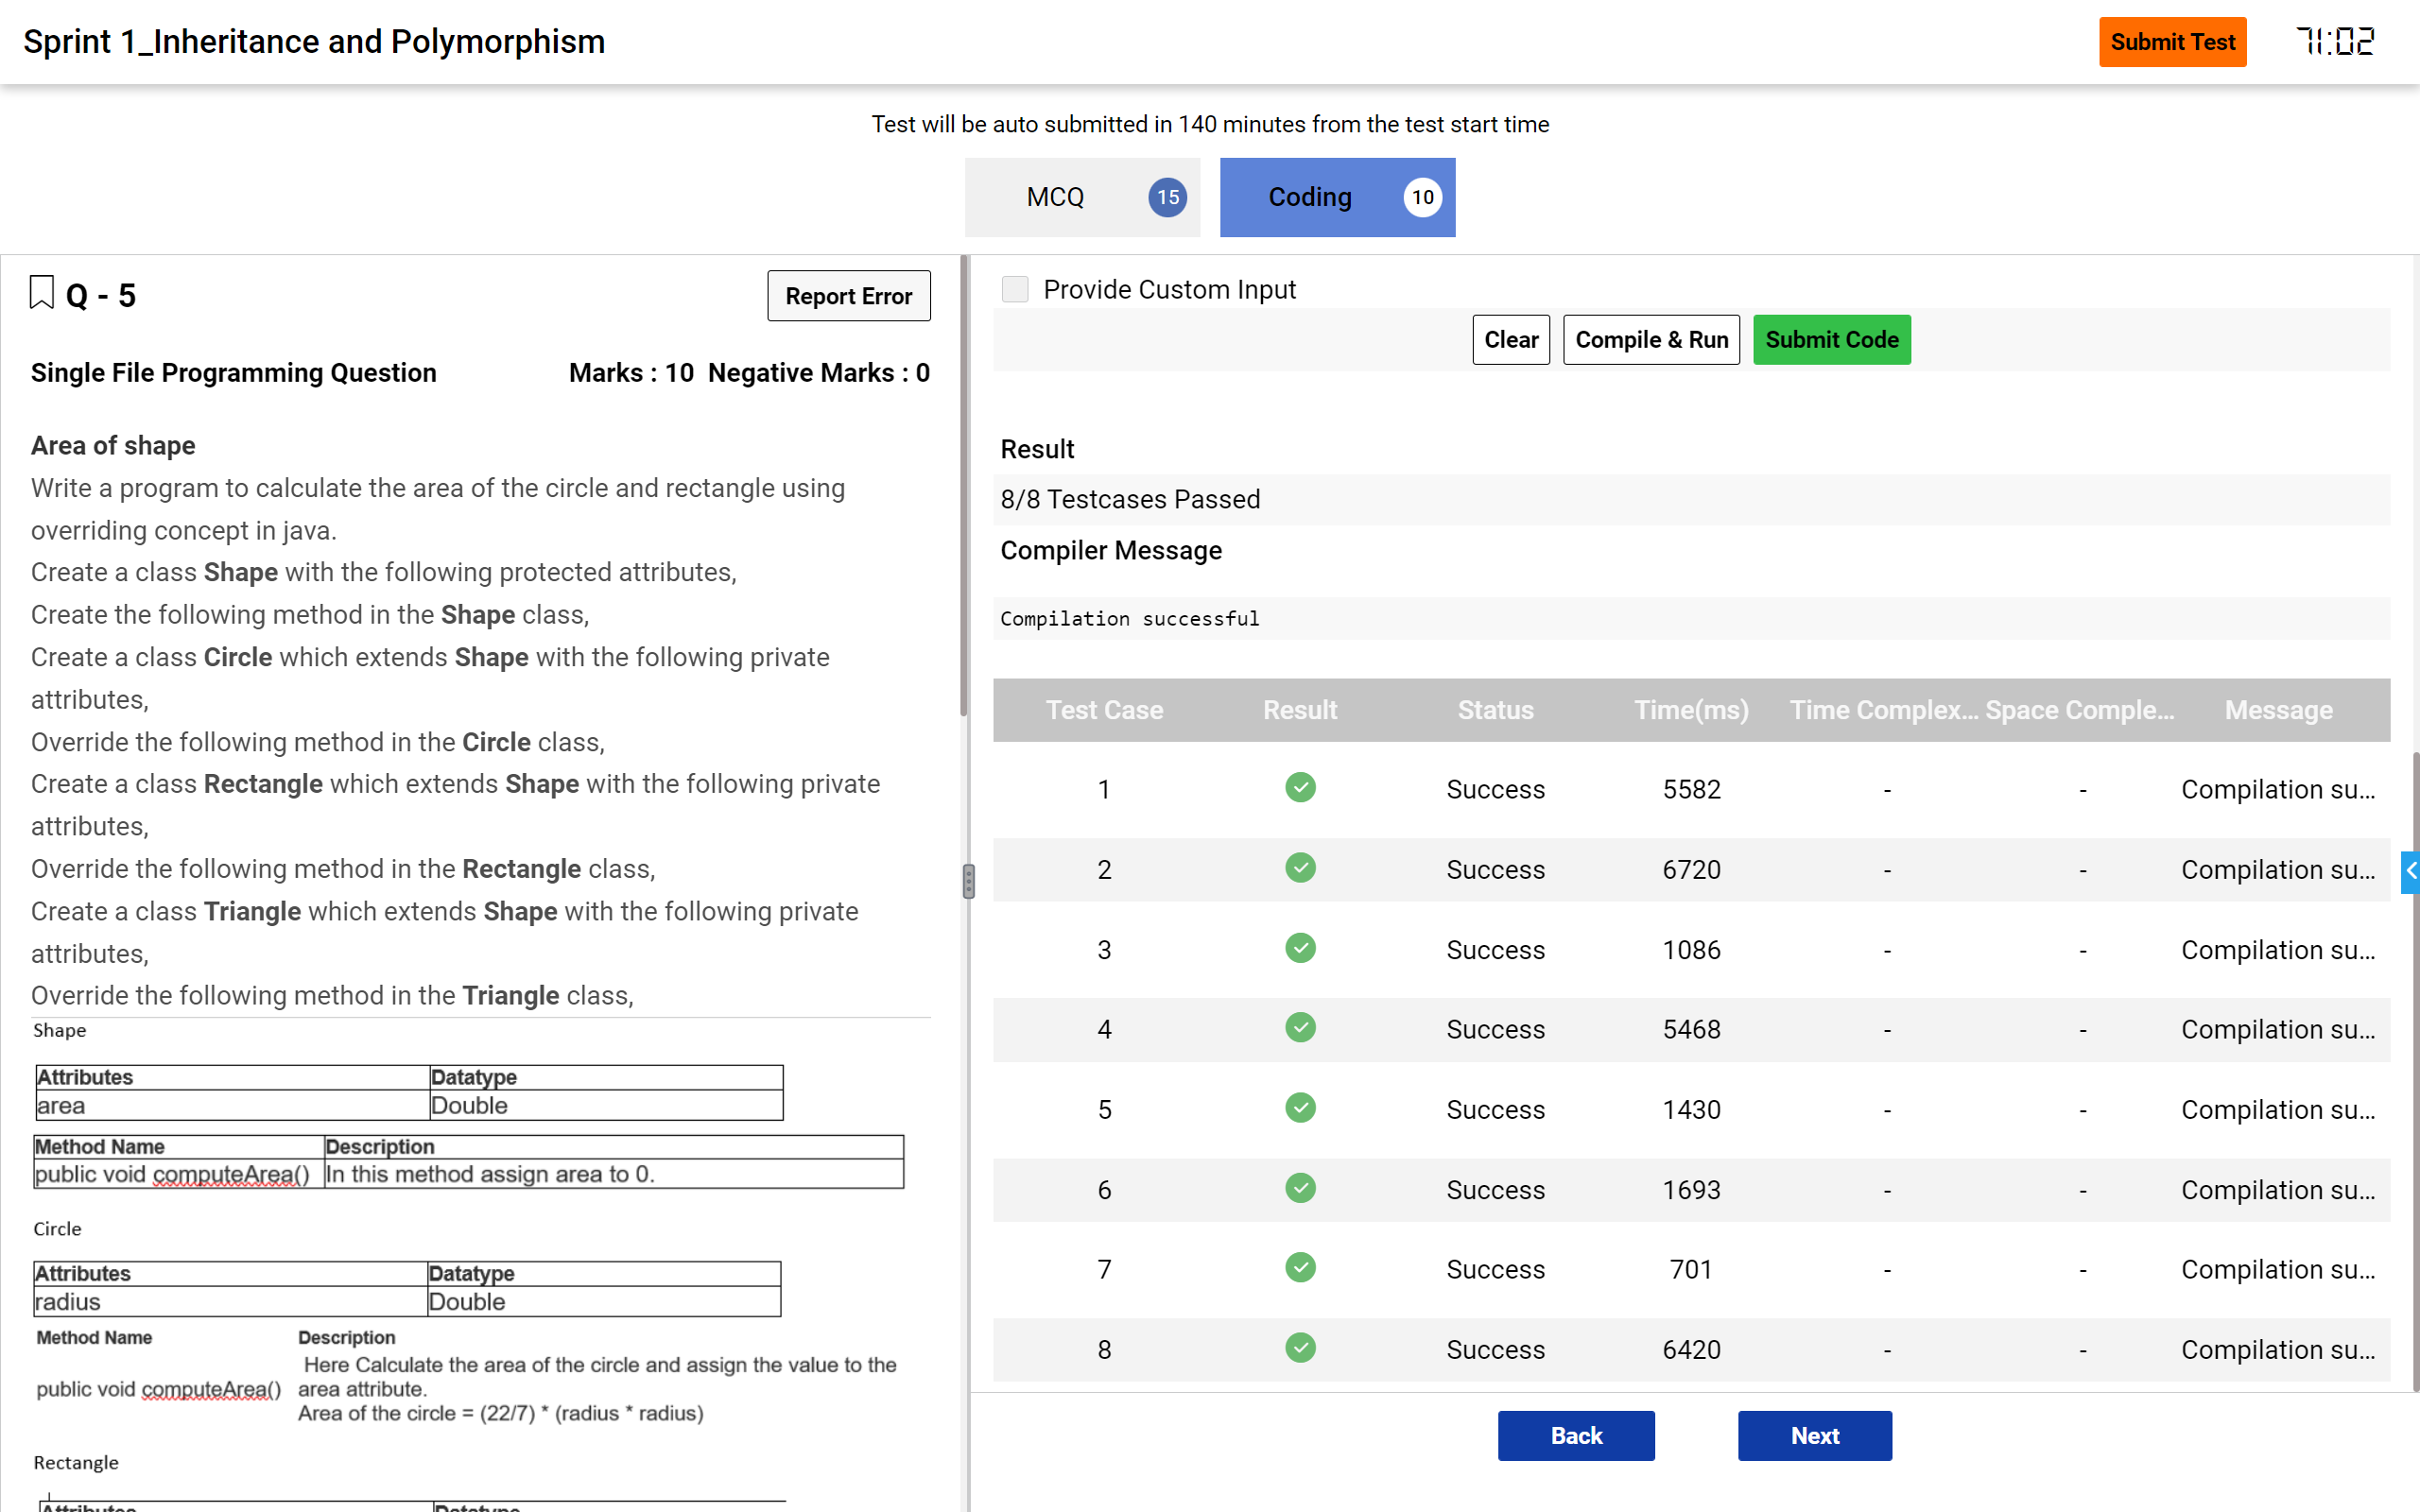 Sprint 1_Inheritance and Polymorphism
Submit Test
71:02
Test will be auto submitted in 140 minutes from the test start time
MCQ 15
Coding 10
Q - 5
Report Error
Single File Programming Question
Marks : 10 Negative Marks : 0
Area of shape
Write a program to calculate the area of the circle and rectangle using
overriding concept in java.
Create a class Shape with the following protected attributes,
Create the following method in the Shape class,
Create a class Circle which extends Shape with the following private
attributes,
Override the following method in the Circle class,
Create a class Rectangle which extends Shape with the following private
attributes,
Override the following method in the Rectangle class,
Create a class Triangle which extends Shape with the following private
attributes,
Override the following method in the Triangle class,
Shape
Attributes Datatype
area Double
Method Name Description
public void computeArea() In this method assign area to 0.
Circle
Attributes Datatype
radius Double
Method Name Description
Here Calculate the area of the circle and assign the value to the
public void computeArea() area attribute.
Area of the circle = (22/7) * (radius * radius)
Rectangle
Attributes Datatype
Provide Custom Input
Clear
Compile & Run
Submit Code
Result
8/8 Testcases Passed
Compiler Message
Compilation successful
Test Case Result Status Time(ms) Time Complex... Space Comple... Message
1 Success 5582 - - Compilation su...
2 Success 6720 - - Compilation su...
3 Success 1086 - - Compilation su...
4 Success 5468 - - Compilation su...
5 Success 1430 - - Compilation su...
6 Success 1693 - - Compilation su...
7 Success 701 - - Compilation su...
8 Success 6420 - - Compilation su...
Back
Next